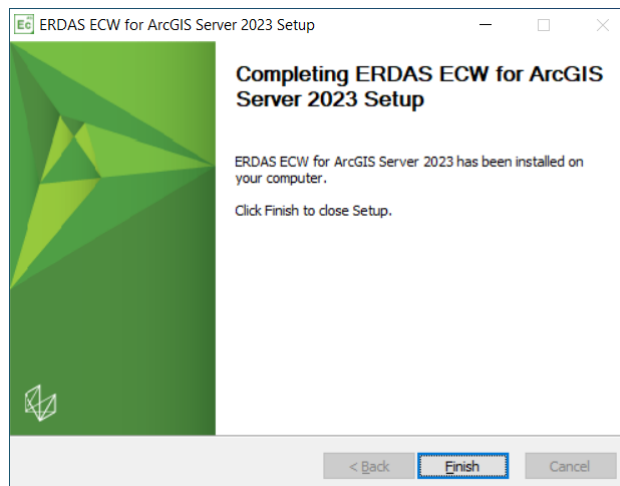 Ec ERDAS ECW for ArcGIS Server 2023 Setup
Completing ERDAS ECW for ArcGIS
Server 2023 Setup
ERDAS ECW for ArcGIS Server 2023 has been installed on
your computer.
Click Finish to close Setup.
< Back Finish Cancel